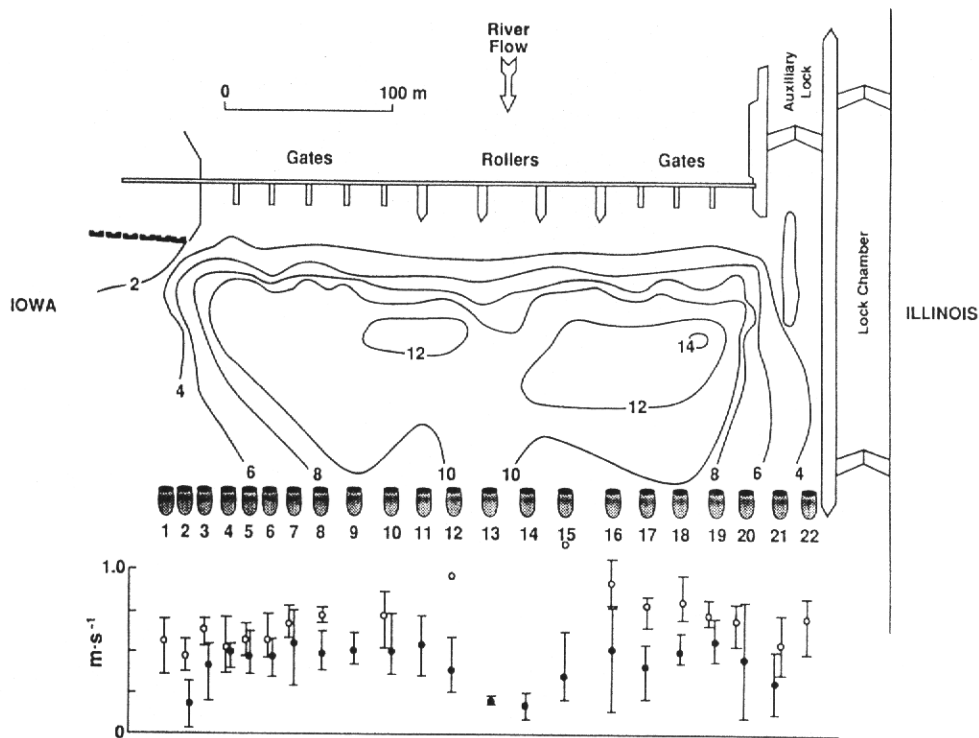 River
Flow
0 100 m
Auxiliary
Lock
Gates Rollers Gates
2
IOWA
Lock Chamber
ILLINOIS
12
14
4
12
6 8 10 10 8 6 4
1 2 3 4 5 6 7 8 9 10 11 12 13 14 15 16 17 18 19 20 21 22
1.0
m·s⁻¹
0